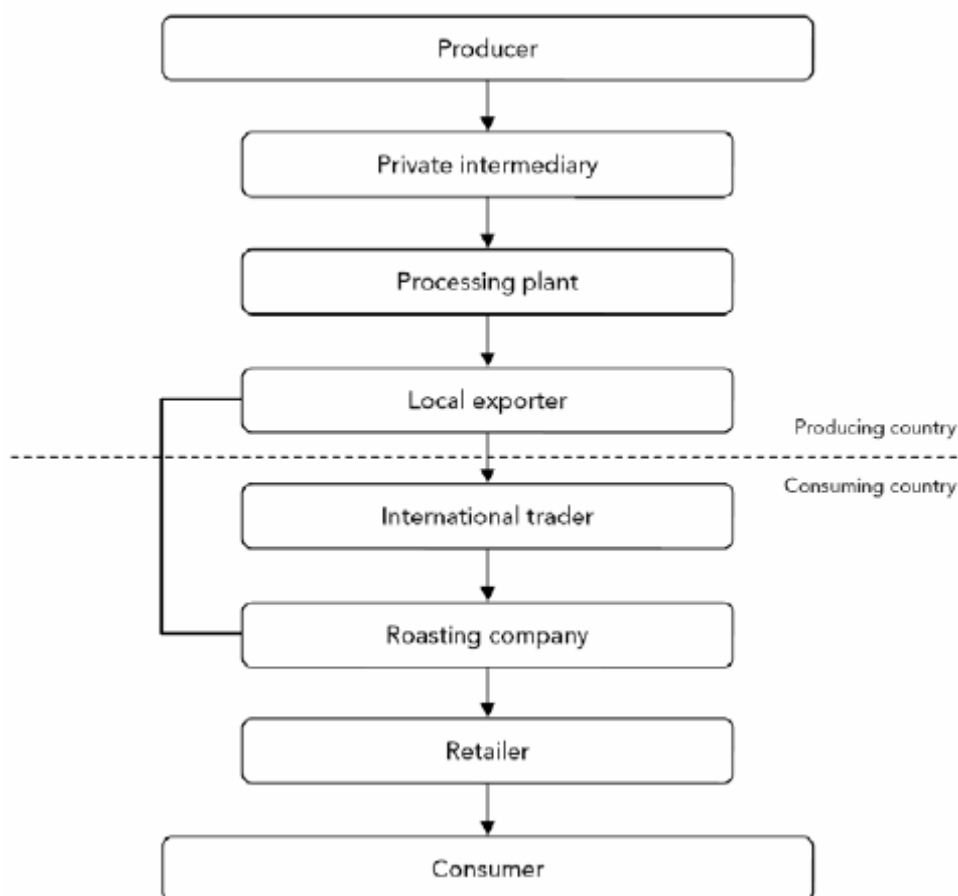 Producer
Private intermediary
Processing plant
Local exporter
Producing country
Consuming country
International trader
Roasting company
Retailer
Consumer